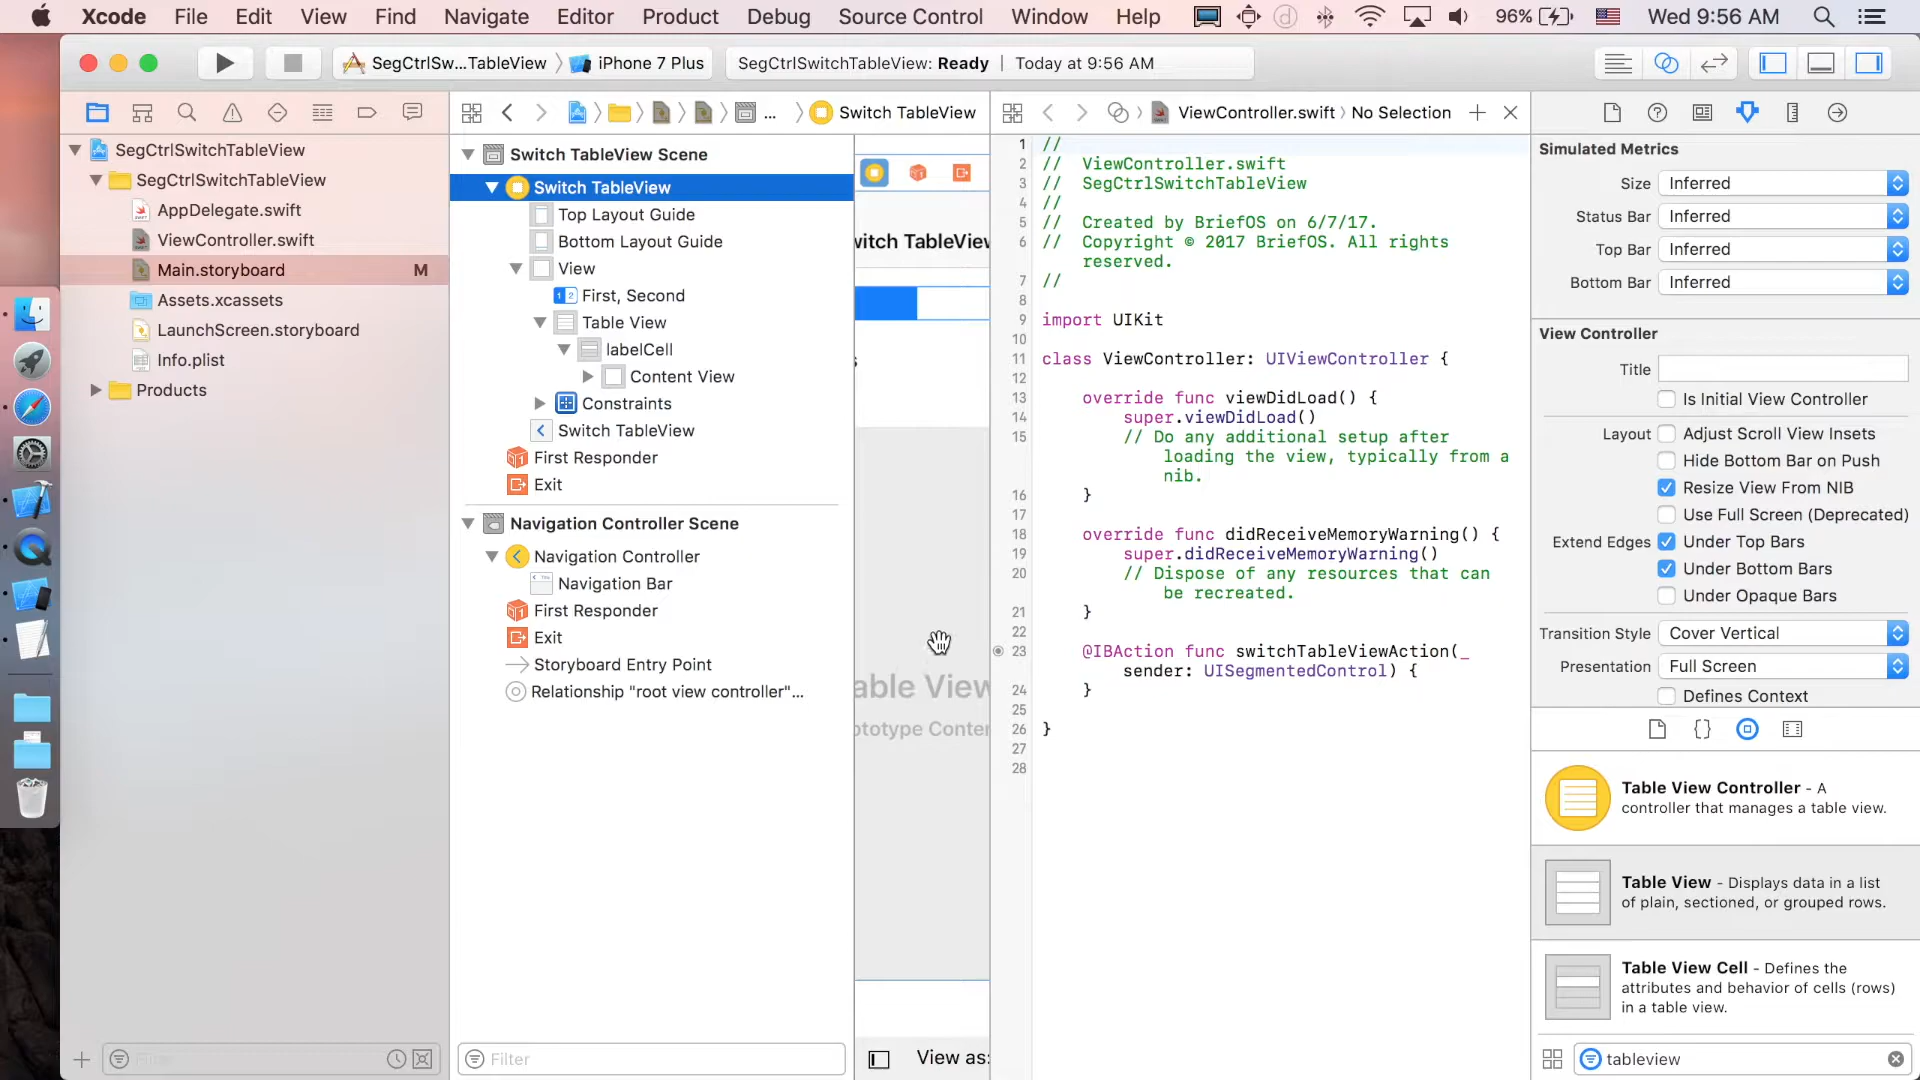 Xcode File Edit View Find Navigate Editor Product Debug Source Control Window Help 96% Wed 9:56 AM
SegCtrlSw...TableView iPhone 7 Plus SegCtrlSwitchTableView: Ready | Today at 9:56 AM
... Switch TableView
ViewController.swift No Selection
SegCtrlSwitchTableView
SegCtrlSwitchTableView
AppDelegate.swift
ViewController.swift
Main.storyboard M
Assets.xcassets
LaunchScreen.storyboard
Info.plist
Products
Filter
Switch TableView Scene
Switch TableView
Top Layout Guide
Bottom Layout Guide
View
1 2 First, Second
Table View
labelCell
Content View
Constraints
Switch TableView
First Responder
Exit
Navigation Controller Scene
Navigation Controller
Navigation Bar
First Responder
Exit
Storyboard Entry Point
Relationship "root view controller"...
Filter
witch TableView
s
able View
ototype Conten
View as:
1 //
2 // ViewController.swift
3 // SegCtrlSwitchTableView
4 //
5 // Created by BriefOS on 6/7/17.
6 // Copyright © 2017 BriefOS. All rights
reserved.
7 //
8
9 import UIKit
10
11 class ViewController: UIViewController {
12
13 override func viewDidLoad() {
14 super.viewDidLoad()
15 // Do any additional setup after
loading the view, typically from a
nib.
16 }
17
18 override func didReceiveMemoryWarning() {
19 super.didReceiveMemoryWarning()
20 // Dispose of any resources that can
be recreated.
21 }
22
23 @IBAction func switchTableViewAction(_
sender: UISegmentedControl) {
24 }
25
26 }
27
28
Simulated Metrics
Size Inferred
Status Bar Inferred
Top Bar Inferred
Bottom Bar Inferred
View Controller
Title
Is Initial View Controller
Layout Adjust Scroll View Insets
Hide Bottom Bar on Push
Resize View From NIB
Use Full Screen (Deprecated)
Extend Edges Under Top Bars
Under Bottom Bars
Under Opaque Bars
Transition Style Cover Vertical
Presentation Full Screen
Defines Context
Table View Controller - A
controller that manages a table view.
Table View - Displays data in a list
of plain, sectioned, or grouped rows.
Table View Cell - Defines the
attributes and behavior of cells (rows)
in a table view.
tableview